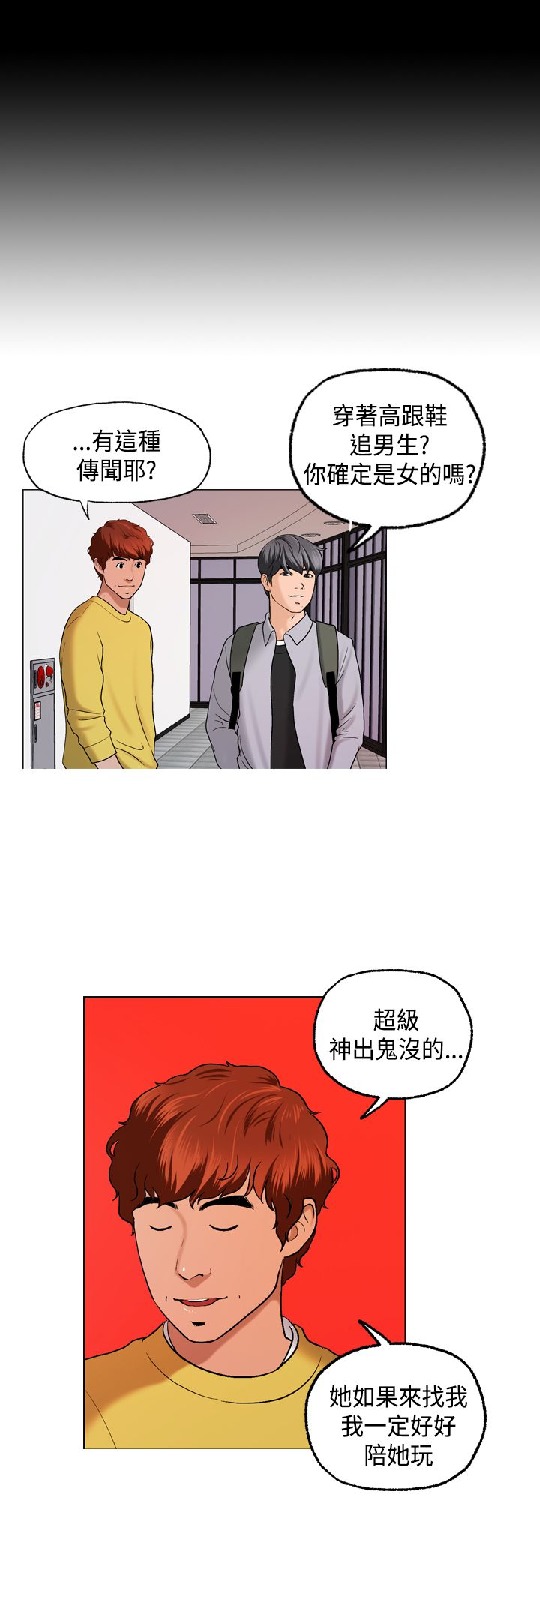 ...有這種
傳聞耶?
穿著高跟鞋
追男生?
你確定是女的嗎?
超級
神出鬼沒的...
她如果來找我
我一定好好
陪她玩